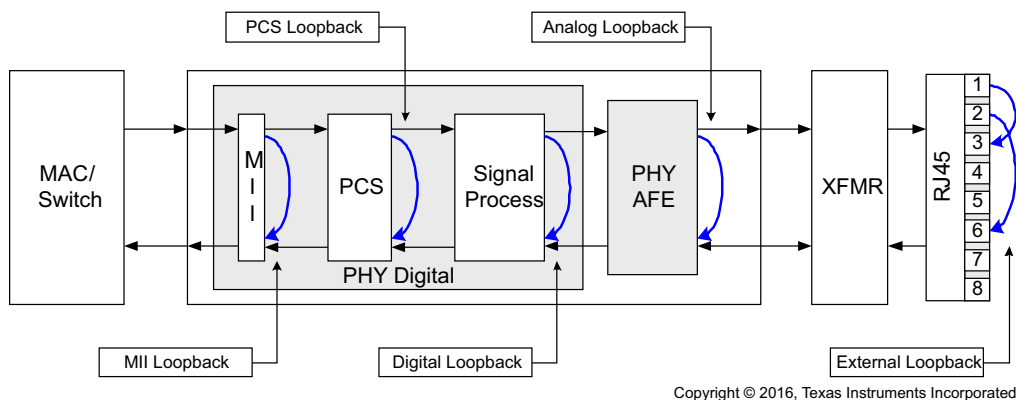 PCS Loopback
Analog Loopback
MAC/
Switch
M
I
I
PCS
Signal
Process
PHY
AFE
XFMR
RJ45
1
2
3
4
5
6
7
8
PHY Digital
MII Loopback
Digital Loopback
External Loopback
Copyright © 2016, Texas Instruments Incorporated